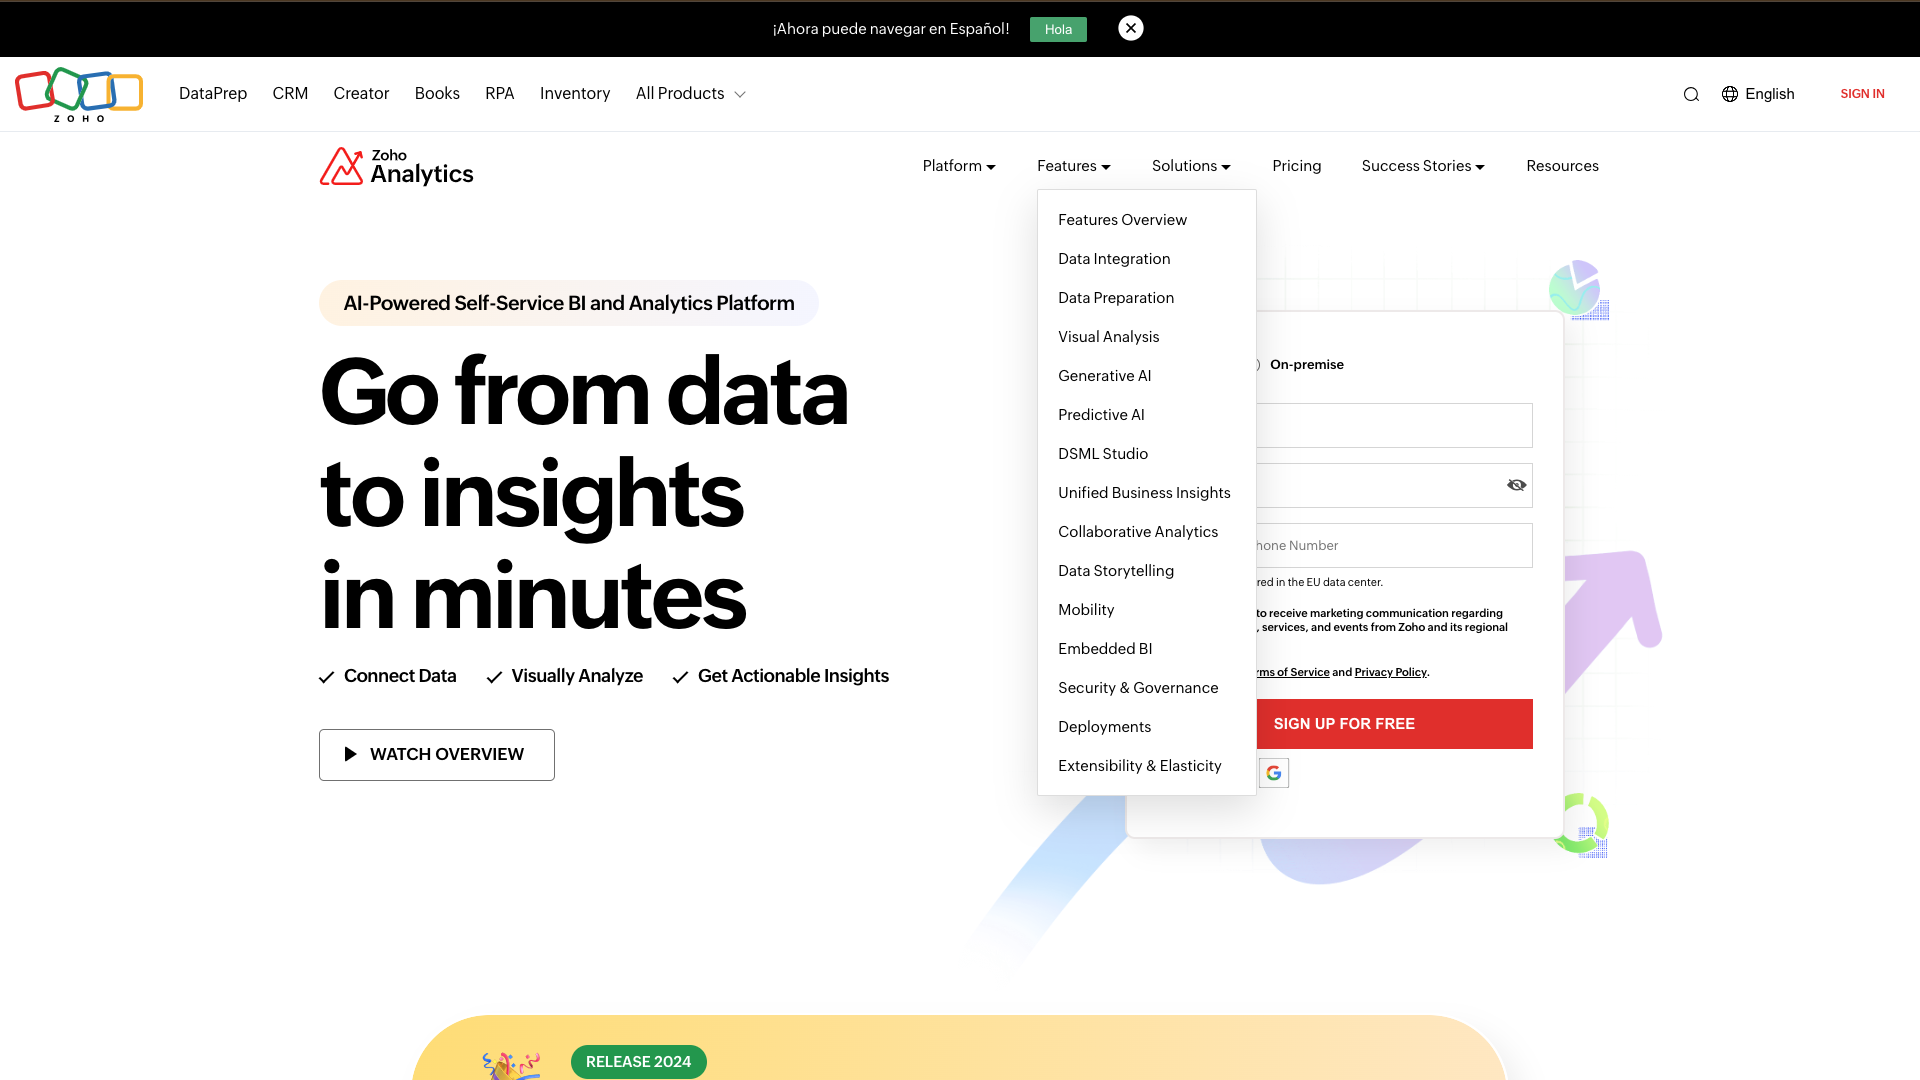 ¡Ahora puede navegar en Español!
Hola
ZOHO
DataPrep
CRM
Creator
Books
RPA
Inventory
All Products
English
SIGN IN
Zoho
Analytics
Platform
Features
Solutions
Pricing
Success Stories
Resources
Features Overview
Data Integration
Data Preparation
Visual Analysis
Generative AI
Predictive AI
DSML Studio
Unified Business Insights
Collaborative Analytics
Data Storytelling
Mobility
Embedded BI
Security & Governance
Deployments
Extensibility & Elasticity
AI-Powered Self-Service BI and Analytics Platform
Go from data
to insights
in minutes
Connect Data
Visually Analyze
Get Actionable Insights
WATCH OVERVIEW
On-premise
Number
in the EU data center.
to receive marketing communication regarding
, services, and events from Zoho and its regional
of Service and Privacy Policy.
SIGN UP FOR FREE
RELEASE 2024